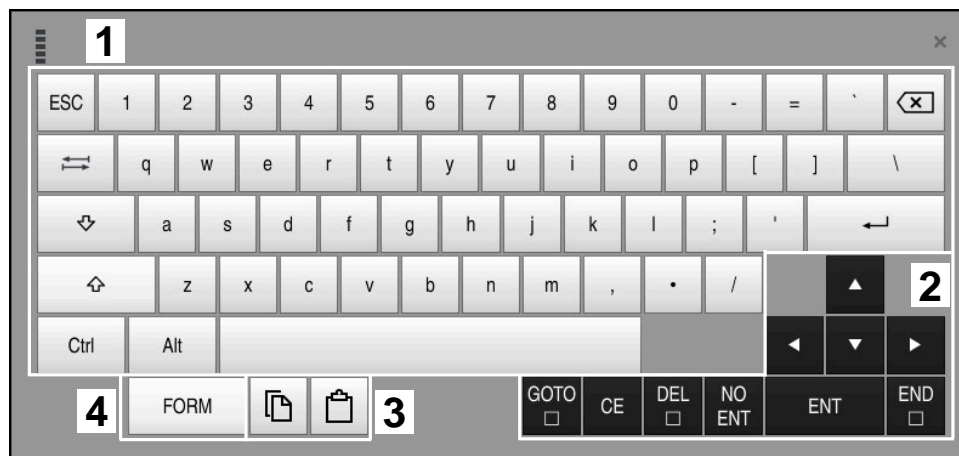 1
×
ESC 1 2 3 4 5 6 7 8 9 0 - = `
q w e r t y u i o p [ ] \
a s d f g h j k l ; '
z x c v b n m , • / 2
Ctrl Alt
4 FORM 3 GOTO CE DEL NO ENT ENT END